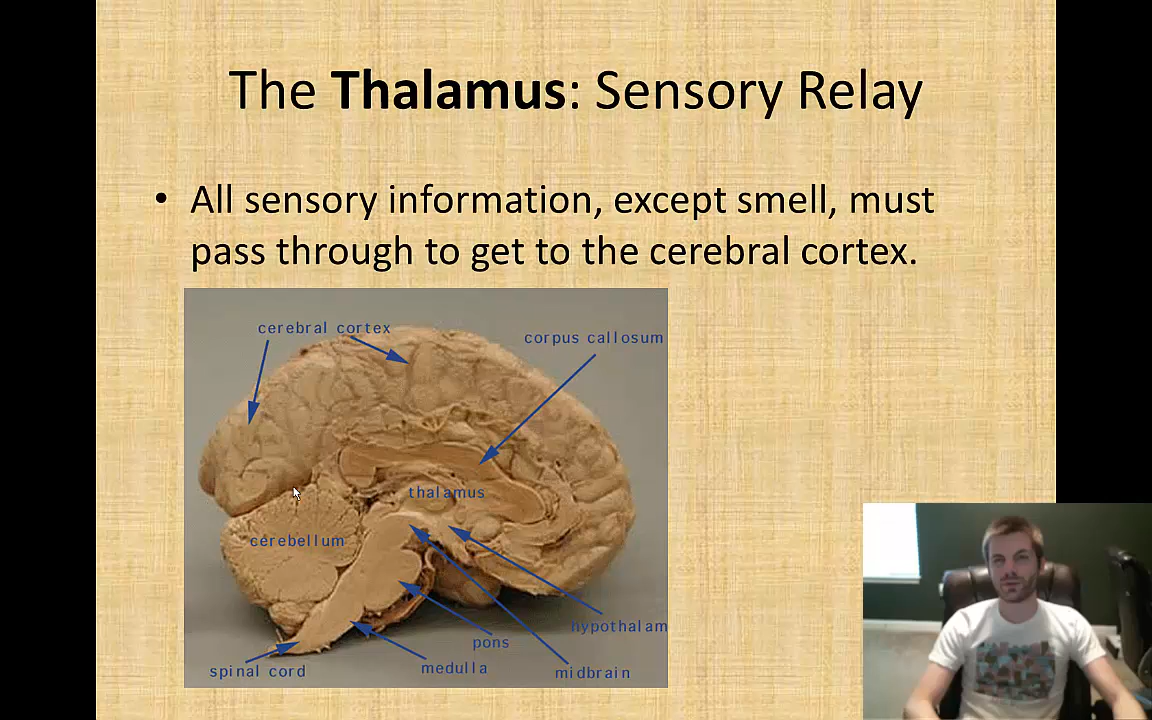 The Thalamus: Sensory Relay
• All sensory information, except smell, must
pass through to get to the cerebral cortex.
cerebral cortex
corpus callosum
thalamus
cerebellum
hypothalam
pons
medulla
spinal cord
midbrain